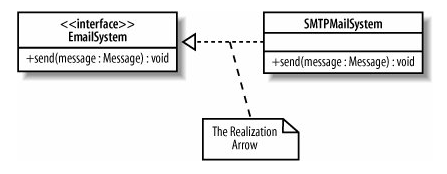 <<interface>>
EmailSystem
+send(message : Message) : void
SMTPMailSystem
+send(message : Message) : void
The Realization
Arrow